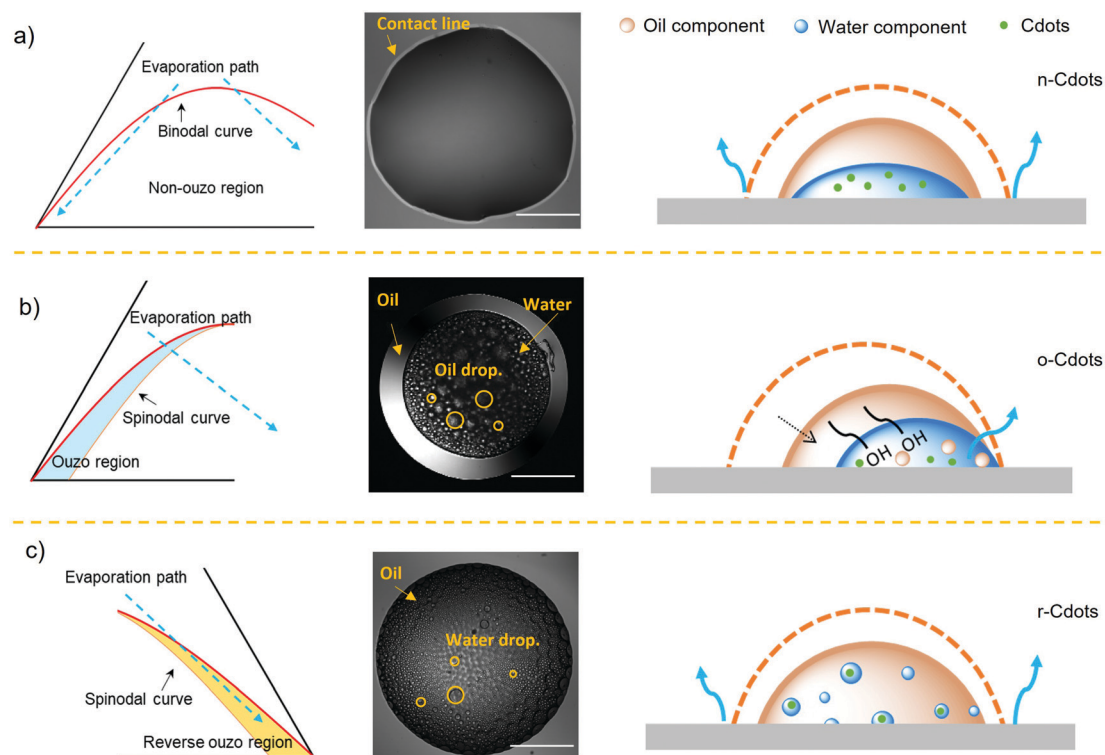 a)
Evaporation path
Binodal curve
Non-ouzo region
Contact line
Oil component
Water component
Cdots
n-Cdots
b)
Evaporation path
Spinodal curve
Ouzo region
Oil
Water
Oil drop.
o-Cdots
OH
OH
c)
Evaporation path
Spinodal curve
Reverse ouzo region
Oil
Water drop.
r-Cdots